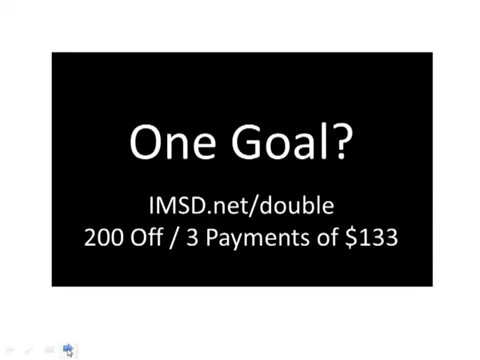 One Goal?
IMSD.net/double
200 Off / 3 Payments of $133